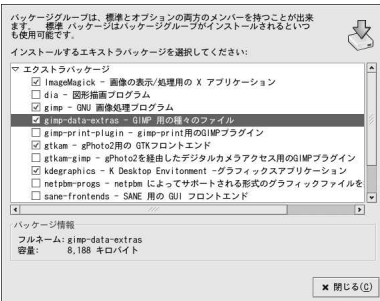 パッケージグループは、標準とオプションの両方のメンバーを持つことが出来
ます。 標準 パッケージはパッケージグループがインストールされるといつ
も使用可能です。
インストールするエキストラパッケージを選択してください:
エクストラパッケージ
ImageMagick - 画像の表示/処理用の X アプリケーション
dia - 図形描画プログラム
gimp - GNU 画像処理プログラム
gimp-data-extras - GIMP 用の種々のファイル
gimp-print-plugin - gimp-print用のGIMPプラグイン
gtkam - gPhoto2用の GTKフロントエンド
gtkam-gimp - gPhoto2を経由したデジタルカメラアクセス用のGIMPプラグイン
kdegraphics - K Desktop Envitonment -グラフィックスアプリケーション
netpbm-progs - netpbm によってサポートされる形式のグラフィックファイルを
sane-frontends - SANE 用の GUI フロントエンド
パッケージ情報
フルネーム: gimp-data-extras
容量: 8,188 キロバイト
閉じる(C)